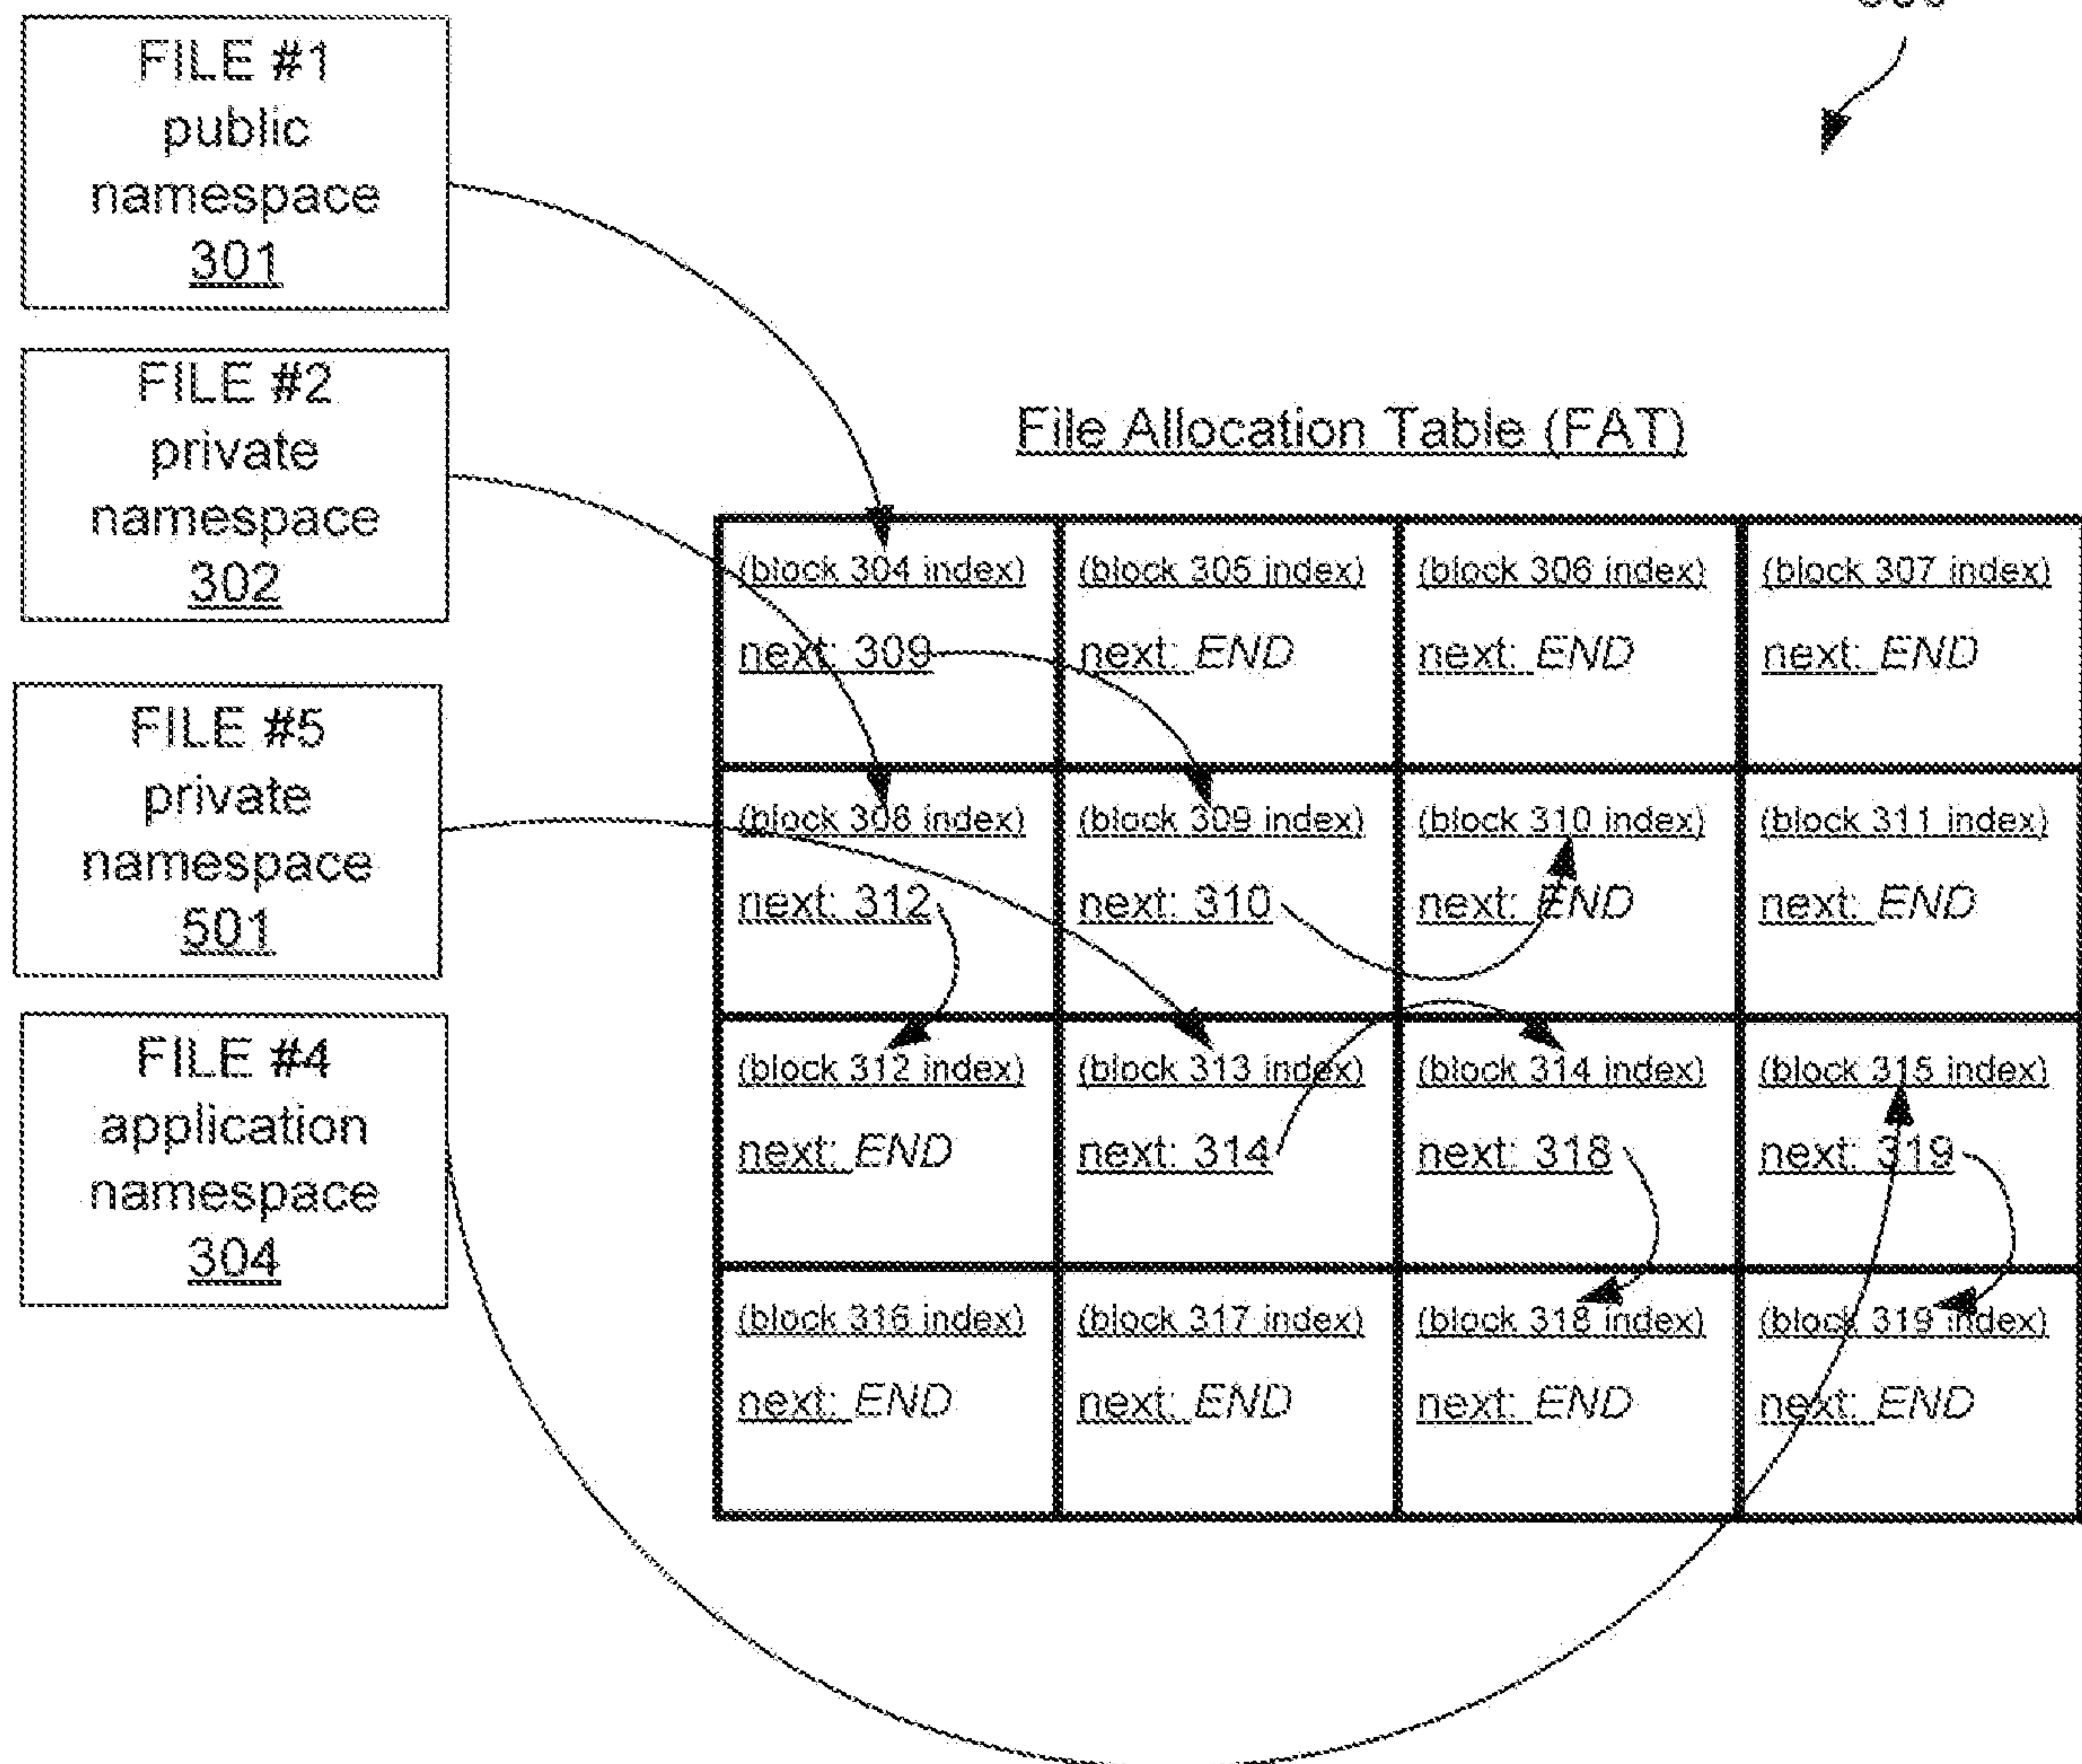 FILE #1
public
namespace
301
FILE #2
private
namespace
302
FILE #5
private
namespace
501
FILE #4
application
namespace
304
File Allocation Table (FAT)
(block 304 index)
next: 309
(block 305 index)
next: END
(block 306 index)
next: END
(block 307 index)
next: END
(block 308 index)
next: 312
(block 309 index)
next: 310
(block 310 index)
next: END
(block 311 index)
next: END
(block 312 index)
next: END
(block 313 index)
next: 314
(block 314 index)
next: 318
(block 315 index)
next: 319
(block 316 index)
next: END
(block 317 index)
next: END
(block 318 index)
next: END
(block 319 index)
next: END